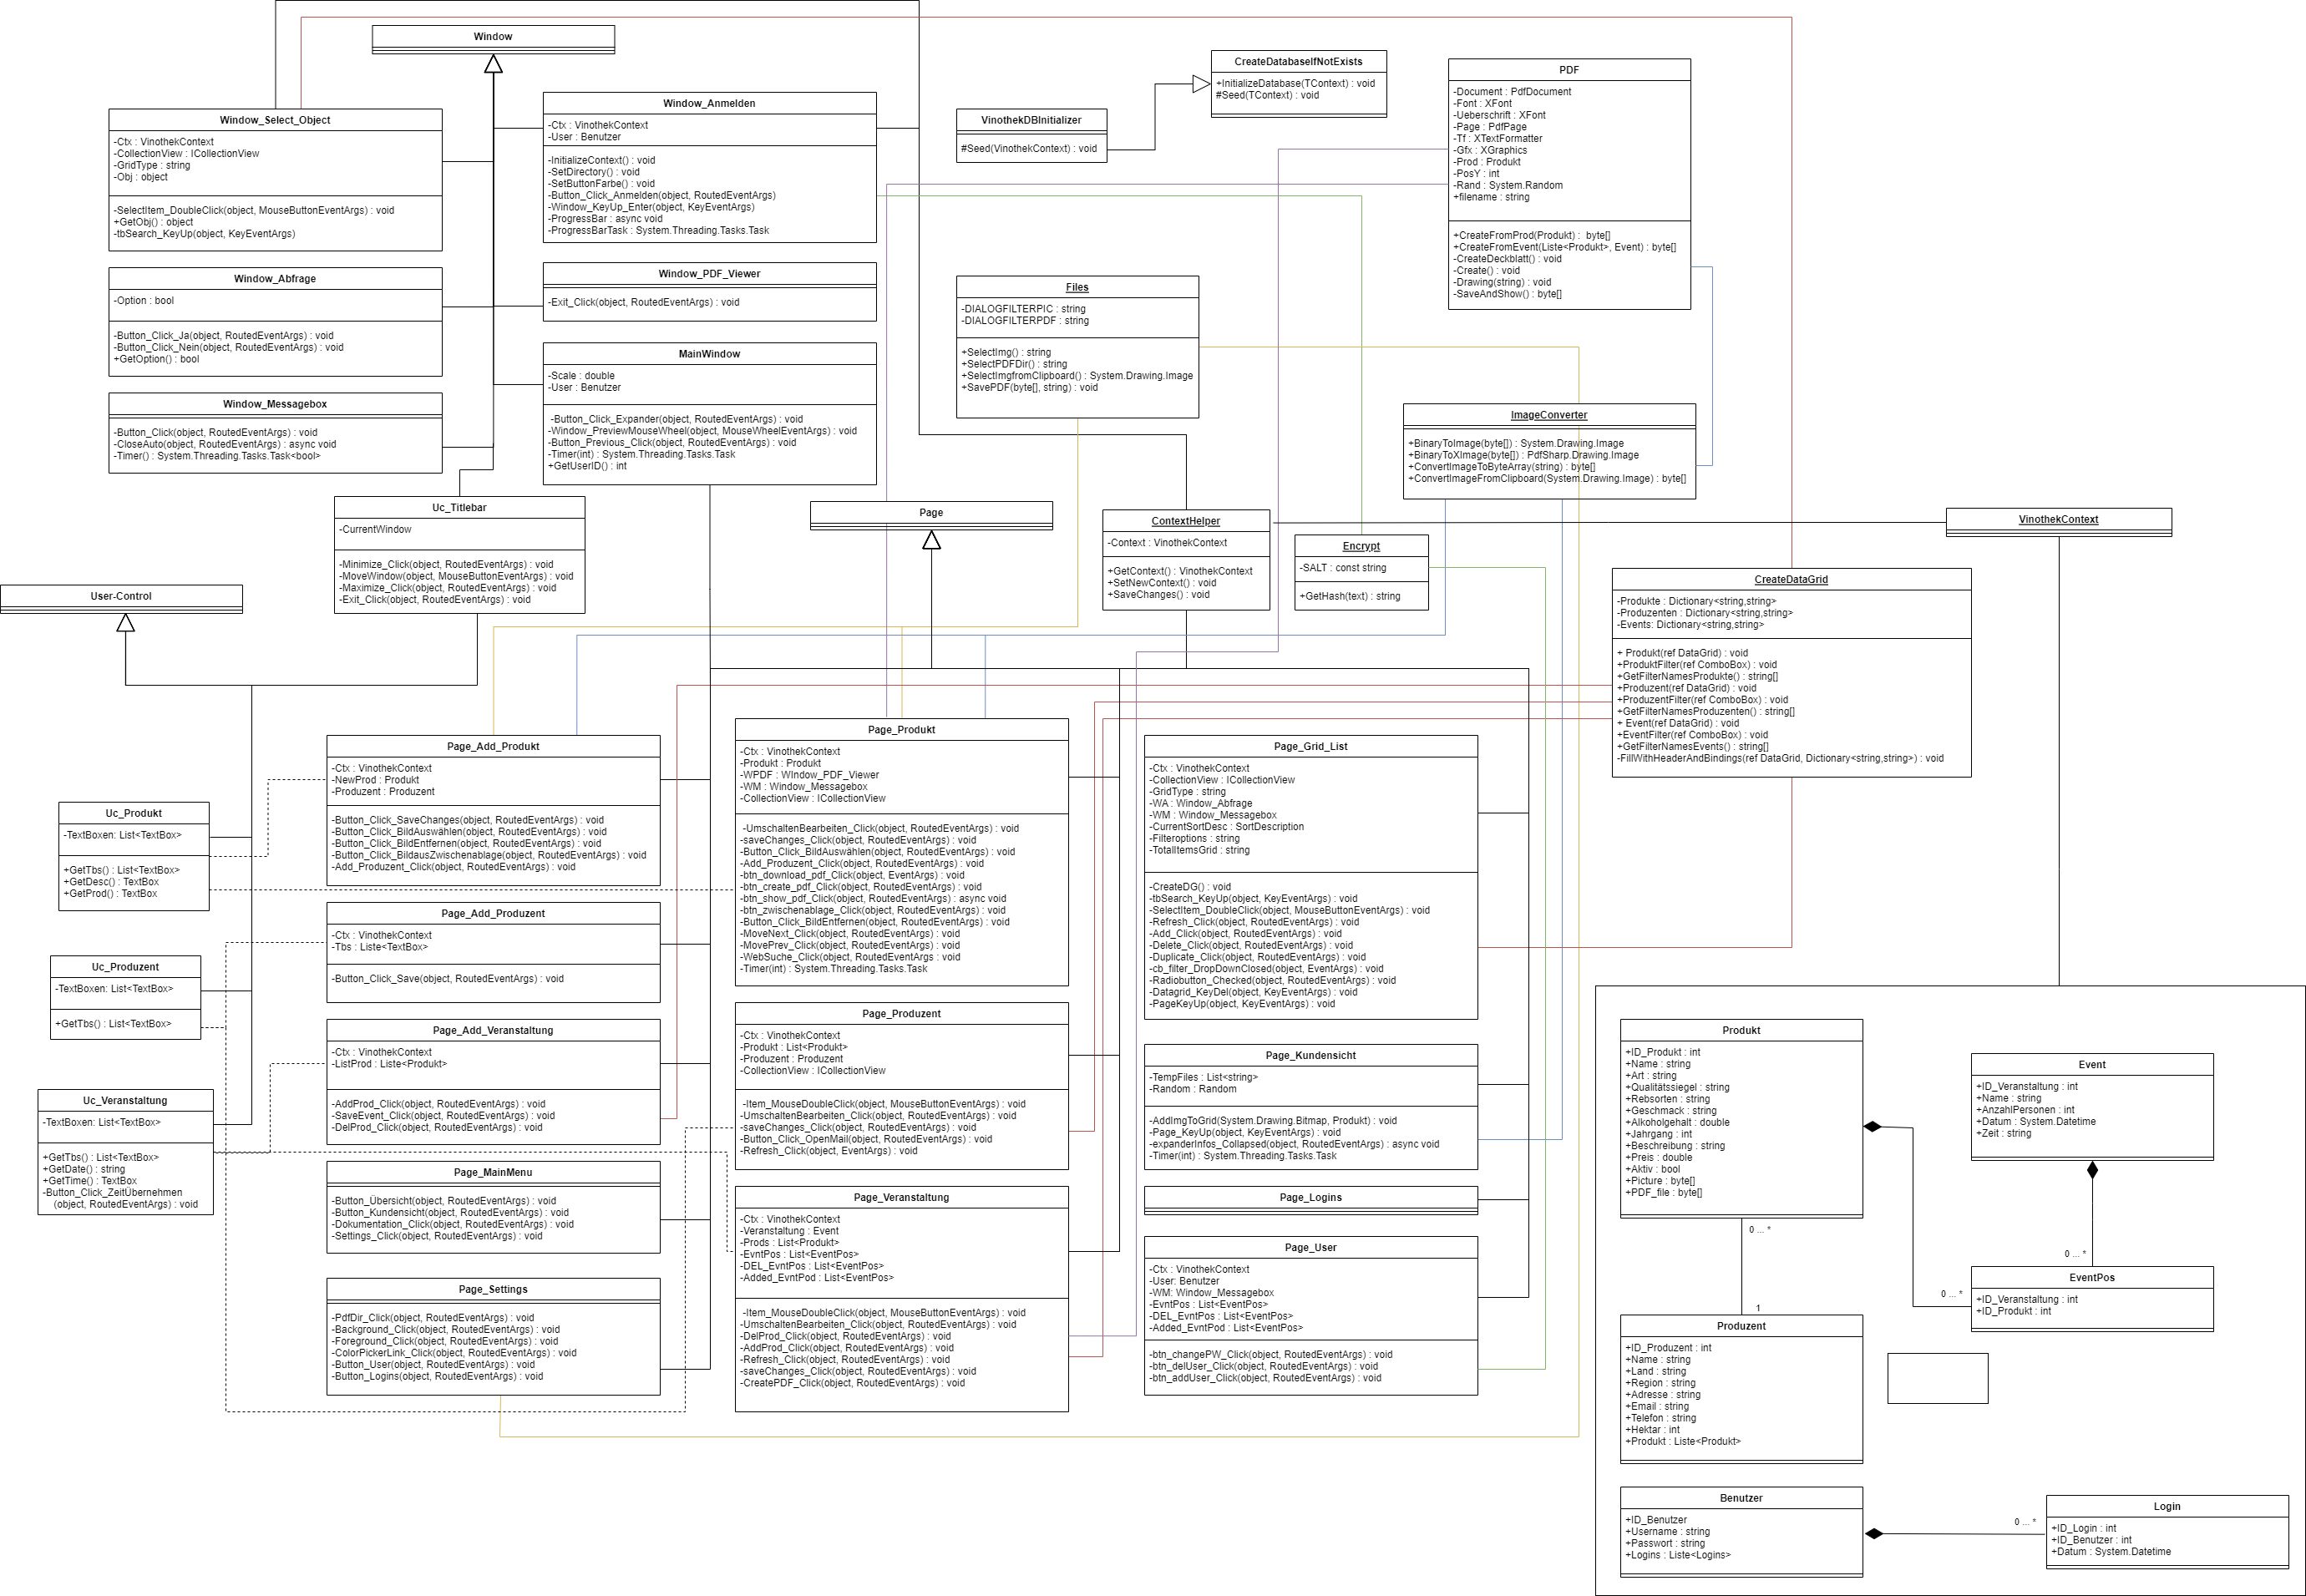 Window
Window_Select_Object
-Ctx : VinothekContext
-CollectionView : ICollectionView
-GridType : string
-Obj : object
-SelectItem_DoubleClick(object, MouseButtonEventArgs) : void
+GetObj() : object
-tbSearch_KeyUp(object, KeyEventArgs)
Window_Abfrage
-Option : bool
-Button_Click_Ja(object, RoutedEventArgs) : void
-Button_Click_Nein(object, RoutedEventArgs) : void
+GetOption() : bool
Window_Messagebox
-Button_Click(object, RoutedEventArgs) : void
-CloseAuto(object, RoutedEventArgs) : async void
-Timer() : System.Threading.Tasks.Task<bool>
Window_Anmelden
-Ctx : VinothekContext
-User : Benutzer
-InitializeContext() : void
-SetDirectory() : void
-SetButtonFarbe() : void
-Button_Click_Anmelden(object, RoutedEventArgs)
-Window_KeyUp_Enter(object, KeyEventArgs)
-ProgressBar : async void
-ProgressBarTask : System.Threading.Tasks.Task
Window_PDF_Viewer
-Exit_Click(object, RoutedEventArgs) : void
MainWindow
-Scale : double
-User : Benutzer
-Button_Click_Expander(object, RoutedEventArgs) : void
-Window_PreviewMouseWheel(object, MouseWheelEventArgs) : void
-Button_Previous_Click(object, RoutedEventArgs) : void
-Timer(int) : System.Threading.Tasks.Task
+GetUserID() : int
VinothekDBInitializer
#Seed(VinothekContext) : void
CreateDatabaseIfNotExists
+InitializeDatabase(TContext) : void
#Seed(TContext) : void
PDF
-Document : PdfDocument
-Font : XFont
-Ueberschrift : XFont
-Page : PdfPage
-Tf : XTextFormatter
-Gfx : XGraphics
-Prod : Produkt
-PosY : int
-Rand : System.Random
+filename : string
+CreateFromProd(Produkt) : byte[]
+CreateFromEvent(Liste<Produkt>, Event) : byte[]
-CreateDeckblatt() : void
-Create() : void
-Drawing(string) : void
-SaveAndShow() : byte[]
Files
-DIALOGFILTERPIC : string
-DIALOGFILTERPDF : string
+SelectImg() : string
+SelectPDFDir() : string
+SelectImgfromClipboard() : System.Drawing.Image
+SavePDF(byte[], string) : void
ImageConverter
+BinaryToImage(byte[]) : System.Drawing.Image
+BinaryToXImage(byte[]) : PdfSharp.Drawing.Image
+ConvertImageToByteArray(string) : byte[]
+ConvertImageFromClipboard(System.Drawing.Image) : byte[]
Uc_Titlebar
-CurrentWindow
-Minimize_Click(object, RoutedEventArgs) : void
-MoveWindow(object, MouseButtonEventArgs) : void
-Maximize_Click(object, RoutedEventArgs) : void
-Exit_Click(object, RoutedEventArgs) : void
User-Control
Page
ContextHelper
-Context : VinothekContext
+GetContext() : VinothekContext
+SetNewContext() : void
+SaveChanges() : void
Encrypt
-SALT : const string
+GetHash(text) : string
VinothekContext
CreateDataGrid
-Produkte : Dictionary<string,string>
-Produzenten : Dictionary<string,string>
-Events: Dictionary<string,string>
+ Produkt(ref DataGrid) : void
+ProduktFilter(ref ComboBox) : void
+GetFilterNamesProdukte() : string[]
+Produzent(ref DataGrid) : void
+ProduzentFilter(ref ComboBox) : void
+GetFilterNamesProduzenten() : string[]
+ Event(ref DataGrid) : void
+EventFilter(ref ComboBox) : void
+GetFilterNamesEvents() : string[]
-FillWithHeaderAndBindings(ref DataGrid, Dictionary<string,string>) : void
Uc_Produkt
-TextBoxen: List<TextBox>
+GetTbs() : List<TextBox>
+GetDesc() : TextBox
+GetProd() : TextBox
Uc_Produzent
-TextBoxen: List<TextBox>
+GetTbs() : List<TextBox>
Uc_Veranstaltung
-TextBoxen: List<TextBox>
+GetTbs() : List<TextBox>
+GetDate() : string
+GetTime() : TextBox
-Button_Click_ZeitÜbernehmen
(object, RoutedEventArgs) : void
Page_Add_Produkt
-Ctx : VinothekContext
-NewProd : Produkt
-Produzent : Produzent
-Button_Click_SaveChanges(object, RoutedEventArgs) : void
-Button_Click_BildAuswählen(object, RoutedEventArgs) : void
-Button_Click_BildEntfernen(object, RoutedEventArgs) : void
-Button_Click_BildausZwischenablage(object, RoutedEventArgs) : void
-Add_Produzent_Click(object, RoutedEventArgs) : void
Page_Add_Produzent
-Ctx : VinothekContext
-Tbs : Liste<TextBox>
-Button_Click_Save(object, RoutedEventArgs) : void
Page_Add_Veranstaltung
-Ctx : VinothekContext
-ListProd : Liste<Produkt>
-AddProd_Click(object, RoutedEventArgs) : void
-SaveEvent_Click(object, RoutedEventArgs) : void
-DelProd_Click(object, RoutedEventArgs) : void
Page_MainMenu
-Button_Übersicht(object, RoutedEventArgs) : void
-Button_Kundensicht(object, RoutedEventArgs) : void
-Dokumentation_Click(object, RoutedEventArgs) : void
-Settings_Click(object, RoutedEventArgs) : void
Page_Settings
-PdfDir_Click(object, RoutedEventArgs) : void
-Background_Click(object, RoutedEventArgs) : void
-Foreground_Click(object, RoutedEventArgs) : void
-ColorPickerLink_Click(object, RoutedEventArgs) : void
-Button_User(object, RoutedEventArgs) : void
-Button_Logins(object, RoutedEventArgs) : void
Page_Produkt
-Ctx : VinothekContext
-Produkt : Produkt
-WPDF : WIndow_PDF_Viewer
-WM : Window_Messagebox
-CollectionView : ICollectionView
-UmschaltenBearbeiten_Click(object, RoutedEventArgs) : void
-saveChanges_Click(object, RoutedEventArgs) : void
-Button_Click_BildAuswählen(object, RoutedEventArgs) : void
-Add_Produzent_Click(object, RoutedEventArgs) : void
-btn_download_pdf_Click(object, EventArgs) : void
-btn_create_pdf_Click(object, RoutedEventArgs) : void
-btn_show_pdf_Click(object, RoutedEventArgs) : async void
-btn_zwischenablage_Click(object, RoutedEventArgs) : void
-Button_Click_BildEntfernen(object, RoutedEventArgs) : void
-MoveNext_Click(object, RoutedEventArgs) : void
-MovePrev_Click(object, RoutedEventArgs) : void
-WebSuche_Click(object, RoutedEventArgs : void
-Timer(int) : System.Threading.Tasks.Task
Page_Produzent
-Ctx : VinothekContext
-Produkt : List<Produkt>
-Produzent : Produzent
-CollectionView : ICollectionView
-Item_MouseDoubleClick(object, MouseButtonEventArgs) : void
-UmschaltenBearbeiten_Click(object, RoutedEventArgs) : void
-saveChanges_Click(object, RoutedEventArgs) : void
-Button_Click_OpenMail(object, RoutedEventArgs) : void
-Refresh_Click(object, EventArgs) : void
Page_Veranstaltung
-Ctx : VinothekContext
-Veranstaltung : Event
-Prods : List<Produkt>
-EvntPos : List<EventPos>
-DEL_EvntPos : List<EventPos>
-Added_EvntPod : List<EventPos>
-Item_MouseDoubleClick(object, MouseButtonEventArgs) : void
-UmschaltenBearbeiten_Click(object, RoutedEventArgs) : void
-DelProd_Click(object, RoutedEventArgs) : void
-AddProd_Click(object, RoutedEventArgs) : void
-Refresh_Click(object, RoutedEventArgs) : void
-saveChanges_Click(object, RoutedEventArgs) : void
-CreatePDF_Click(object, RoutedEventArgs) : void
Page_Grid_List
-Ctx : VinothekContext
-CollectionView : ICollectionView
-GridType : string
-WA : Window_Abfrage
-WM : Window_Messagebox
-CurrentSortDesc : SortDescription
-Filteroptions : string
-TotalItemsGrid : string
-CreateDG() : void
-tbSearch_KeyUp(object, KeyEventArgs) : void
-SelectItem_DoubleClick(object, MouseButtonEventArgs) : void
-Refresh_Click(object, RoutedEventArgs) : void
-Add_Click(object, RoutedEventArgs) : void
-Delete_Click(object, RoutedEventArgs) : void
-Duplicate_Click(object, RoutedEventArgs) : void
-cb_filter_DropDownClosed(object, EventArgs) : void
-Radiobutton_Checked(object, RoutedEventArgs) : void
-Datagrid_KeyDel(object, KeyEventArgs) : void
-PageKeyUp(object, KeyEventArgs) : void
Page_Kundensicht
-TempFiles : List<string>
-Random : Random
-AddImgToGrid(System.Drawing.Bitmap, Produkt) : void
-Page_KeyUp(object, KeyEventArgs) : void
-expanderInfos_Collapsed(object, RoutedEventArgs) : async void
-Timer(int) : System.Threading.Tasks.Task
Page_Logins
Page_User
-Ctx : VinothekContext
-User: Benutzer
-WM: Window_Messagebox
-EvntPos : List<EventPos>
-DEL_EvntPos : List<EventPos>
-Added_EvntPod : List<EventPos>
-btn_changePW_Click(object, RoutedEventArgs) : void
-btn_delUser_Click(object, RoutedEventArgs) : void
-btn_addUser_Click(object, RoutedEventArgs) : void
Produkt
+ID_Produkt : int
+Name : string
+Art : string
+Qualitätssiegel : string
+Rebsorten : string
+Geschmack : string
+Alkoholgehalt : double
+Jahrgang : int
+Beschreibung : string
+Preis : double
+Aktiv : bool
+Picture : byte[]
+PDF_file : byte[]
0 ... *
1
Event
+ID_Veranstaltung : int
+Name : string
+AnzahlPersonen : int
+Datum : System.Datetime
+Zeit : string
0 ... *
0 ... *
EventPos
+ID_Veranstaltung : int
+ID_Produkt : int
Produzent
+ID_Produzent : int
+Name : string
+Land : string
+Region : string
+Adresse : string
+Email : string
+Telefon : string
+Hektar : int
+Produkt : Liste<Produkt>
Benutzer
+ID_Benutzer
+Username : string
+Passwort : string
+Logins : Liste<Logins>
0 ... *
Login
+ID_Login : int
+ID_Benutzer : int
+Datum : System.Datetime